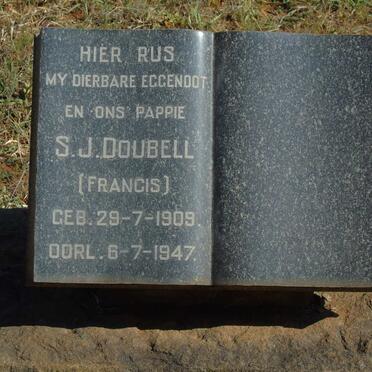 HIER RUS
MY DIERBARE EGGENOOT
EN ONS PAPPIE
S.J. DOUBELL
(FRANCIS)
GEB. 29-7-1909.
OORL. 6-7-1947.